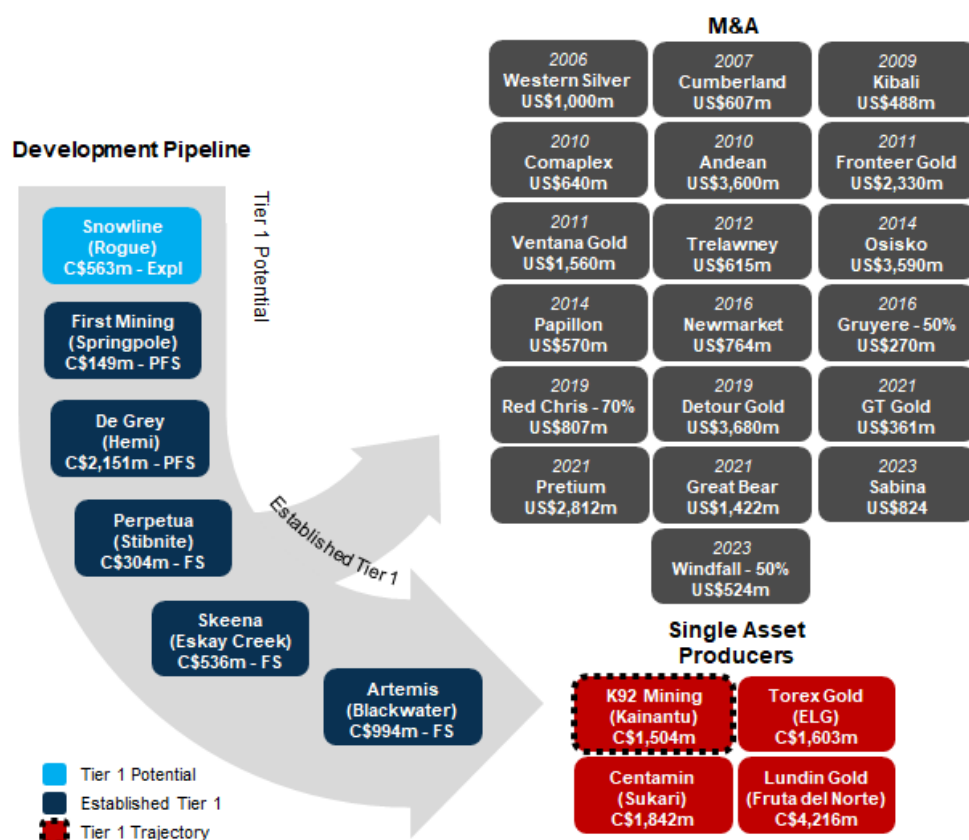 Development Pipeline
Tier 1 Potential
Snowline
(Rogue)
C$563m - Expl
First Mining
(Springpole)
C$149m - PFS
De Grey
(Hemi)
C$2,151m - PFS
Perpetua
(Stibnite)
C$304m - FS
Skeena
(Eskay Creek)
C$536m - FS
Artemis
(Blackwater)
C$994m - FS
Established Tier 1
Tier 1 Potential
Established Tier 1
Tier 1 Trajectory
M&A
2006
Western Silver
US$1,000m
2007
Cumberland
US$607m
2009
Kibali
US$488m
2010
Comaplex
US$640m
2010
Andean
US$3,600m
2011
Fronteer Gold
US$2,330m
2011
Ventana Gold
US$1,560m
2012
Trelawney
US$615m
2014
Osisko
US$3,590m
2014
Papillon
US$570m
2016
Newmarket
US$764m
2016
Gruyere - 50%
US$270m
2019
Red Chris - 70%
US$807m
2019
Detour Gold
US$3,680m
2021
GT Gold
US$361m
2021
Pretium
US$2,812m
2021
Great Bear
US$1,422m
2023
Sabina
US$824
2023
Windfall - 50%
US$524m
Single Asset
Producers
K92 Mining
(Kainantu)
C$1,504m
Torex Gold
(ELG)
C$1,603m
Centamin
(Sukari)
C$1,842m
Lundin Gold
(Fruta del Norte)
C$4,216m